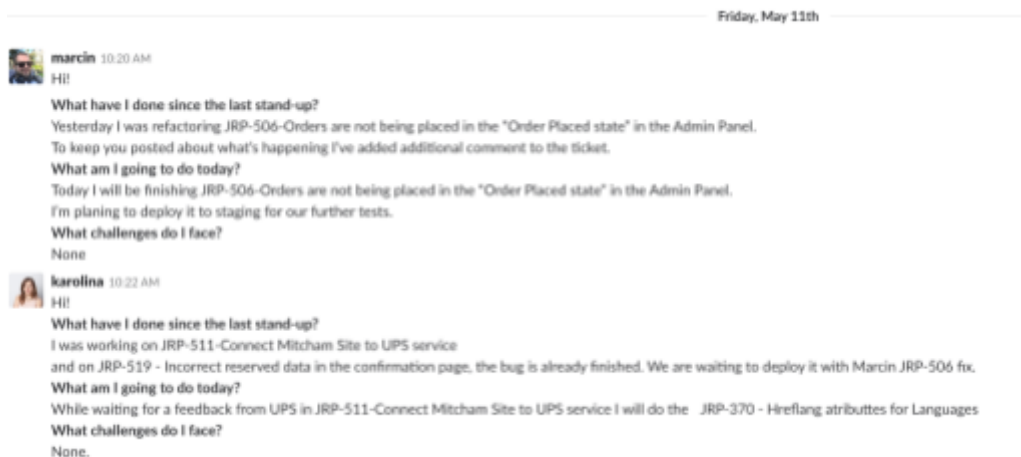 Friday, May 11th
marcin 10:20 AM
Hi!
What have I done since the last stand-up?
Yesterday I was refactoring JRP-506-Orders are not being placed in the "Order Placed state" in the Admin Panel.
To keep you posted about what's happening I've added additional comment to the ticket.
What am I going to do today?
Today I will be finishing JRP-506-Orders are not being placed in the "Order Placed state" in the Admin Panel.
I'm planing to deploy it to staging for our further tests.
What challenges do I face?
None
karolina 10:22 AM
Hi!
What have I done since the last stand-up?
I was working on JRP-511-Connect Mitcham Site to UPS service
and on JRP-519 - Incorrect reserved data in the confirmation page, the bug is already finished. We are waiting to deploy it with Marcin JRP-506 fix.
What am I going to do today?
While waiting for a feedback from UPS in JRP-511-Connect Mitcham Site to UPS service I will do the JRP-370 - Hreflang atributtes for Languages
What challenges do I face?
None.